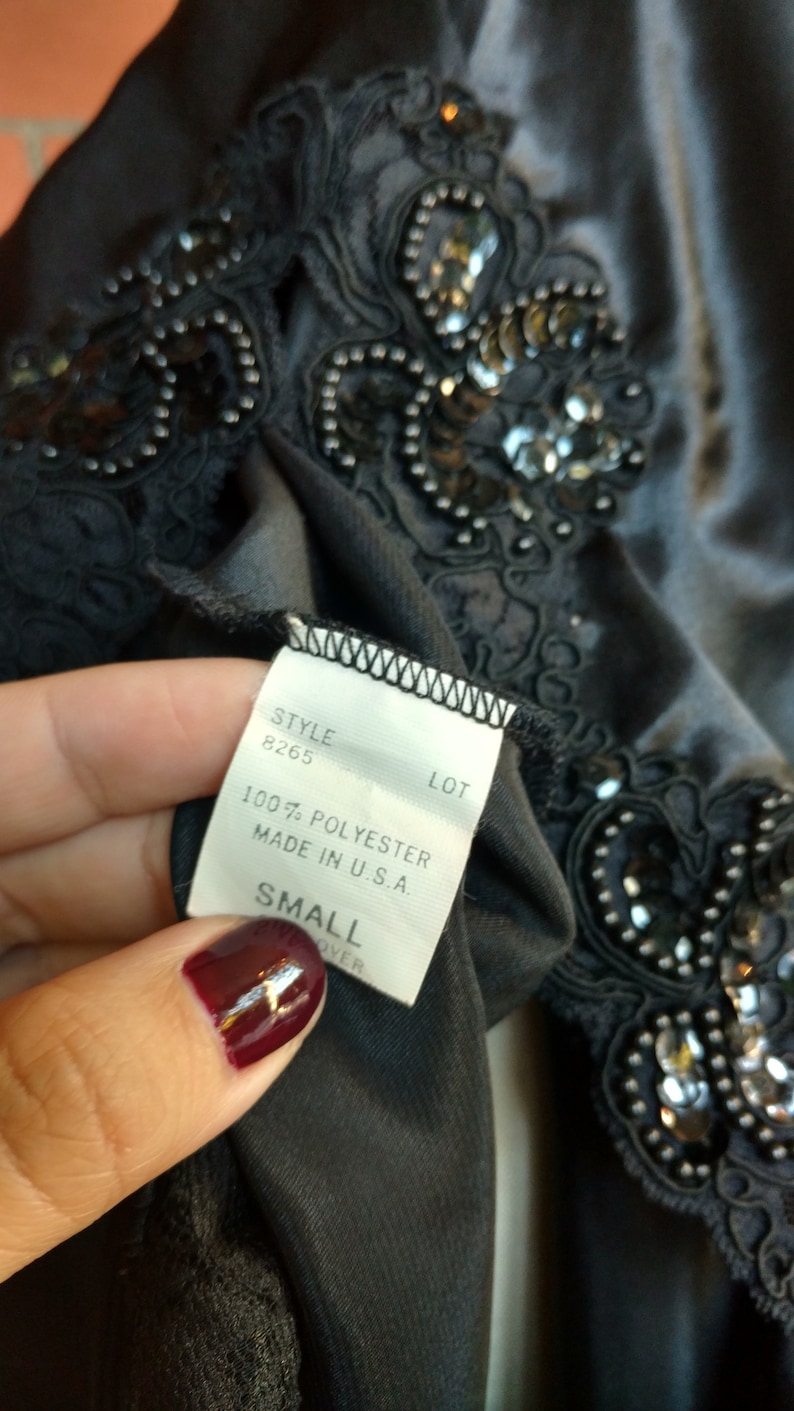 STYLE
8265
LOT
100% POLYESTER
MADE IN U.S.A.
SMALL